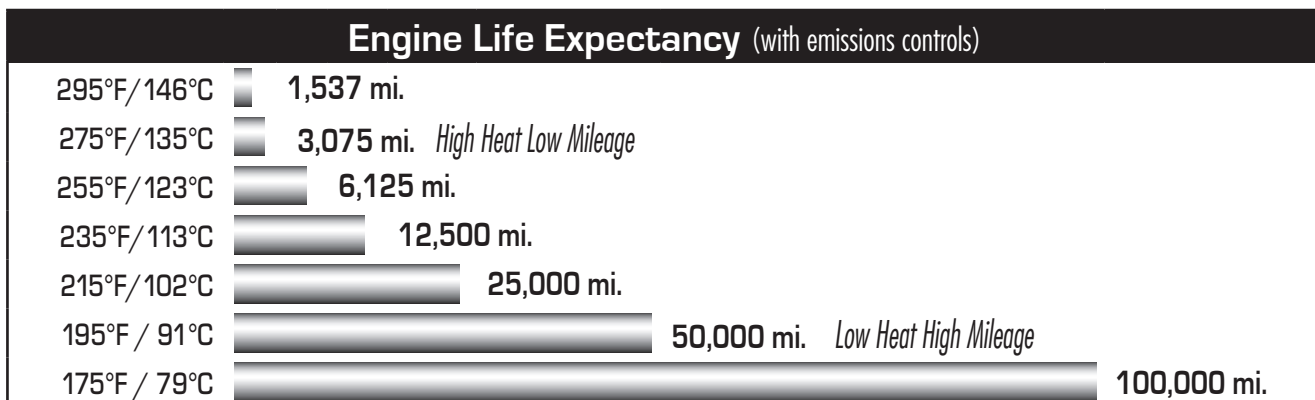 Engine Life Expectancy (with emissions controls)
295°F/146°C 1,537 mi.
275°F/135°C 3,075 mi. High Heat Low Mileage
255°F/123°C 6,125 mi.
235°F/113°C 12,500 mi.
215°F/102°C 25,000 mi.
195°F / 91°C 50,000 mi. Low Heat High Mileage
175°F / 79°C 100,000 mi.